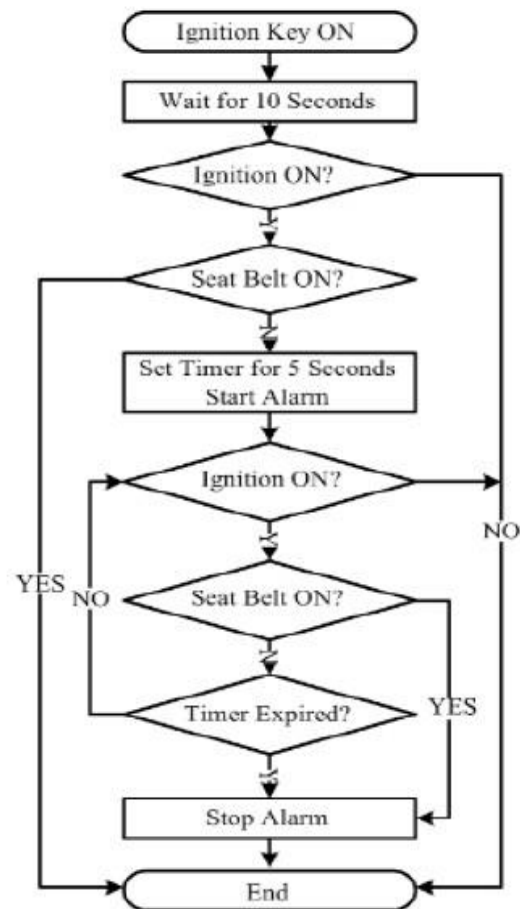 Ignition Key ON
Wait for 10 Seconds
Ignition ON?
Y
Seat Belt ON?
N
Set Timer for 5 Seconds
Start Alarm
Ignition ON?
NO
Y
YES
NO
Seat Belt ON?
N
Timer Expired?
YES
Y
Stop Alarm
End